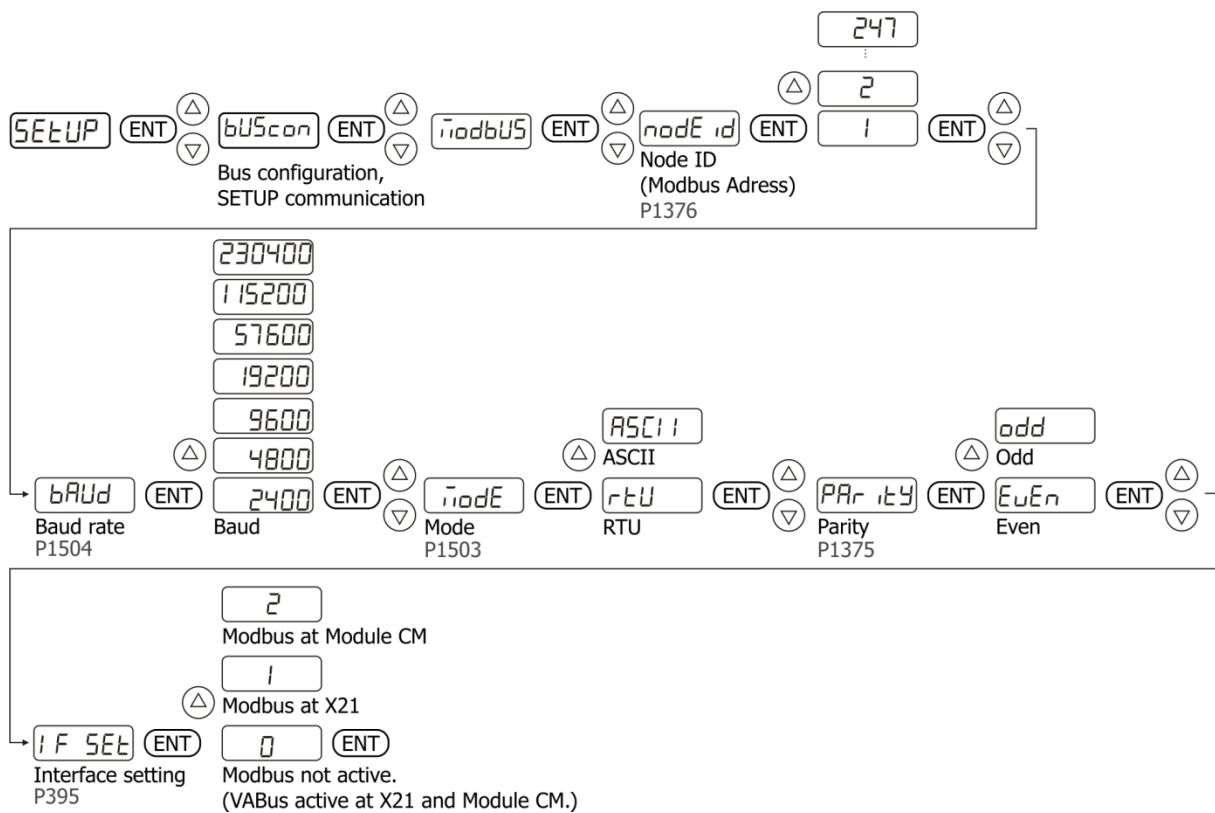 247
2
SEtUP ENT bUScon ENT modbUS ENT nodE id ENT 1 ENT
Bus configuration,
SETUP communication
Node ID
(Modbus Adress)
P1376
230400
115200
57600
19200
9600
4800
bAUd ENT 2400 ENT modE ENT rtU ENT PAritY ENT EvEn ENT
Baud rate
P1504
Baud
Mode
P1503
ASCII
ASCII
RTU
Parity
P1375
odd
Odd
Even
2
Modbus at Module CM
1
Modbus at X21
IF SEt ENT 0 ENT
Interface setting
P395
Modbus not active.
(VABus active at X21 and Module CM.)